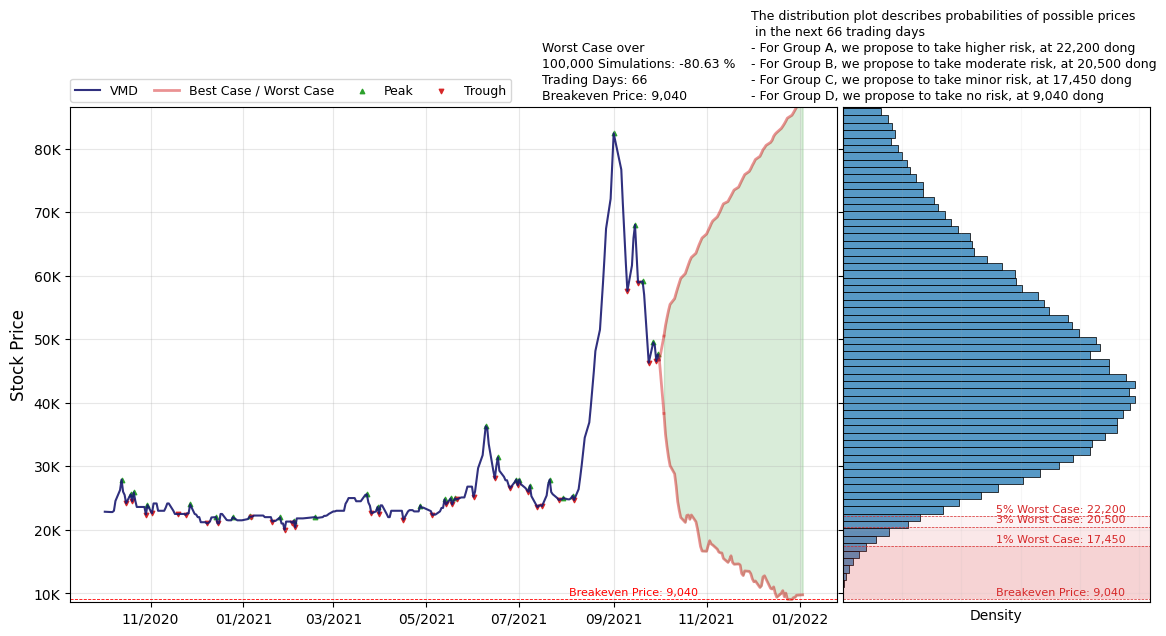 The distribution plot describes probabilities of possible prices
in the next 66 trading days
- For Group A, we propose to take higher risk, at 22,200 dong
- For Group B, we propose to take moderate risk, at 20,500 dong
- For Group C, we propose to take minor risk, at 17,450 dong
- For Group D, we propose to take no risk, at 9,040 dong
Worst Case over
100,000 Simulations: -80.63 %
Trading Days: 66
Breakeven Price: 9,040
VMD
Best Case / Worst Case
Peak
Trough
Stock Price
80K
70K
60K
50K
40K
30K
20K
10K
Breakeven Price: 9,040
11/2020
01/2021
03/2021
05/2021
07/2021
09/2021
11/2021
01/2022
5% Worst Case: 22,200
3% Worst Case: 20,500
1% Worst Case: 17,450
Breakeven Price: 9,040
Density